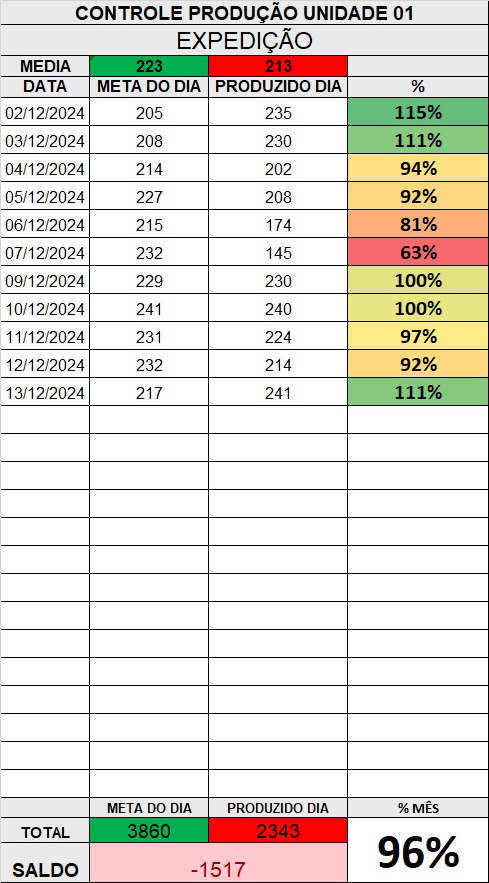 CONTROLE PRODUÇÃO UNIDADE 01
EXPEDIÇÃO
MEDIA 223 213
DATA META DO DIA PRODUZIDO DIA %
02/12/2024 205 235 115%
03/12/2024 208 230 111%
04/12/2024 214 202 94%
05/12/2024 227 208 92%
06/12/2024 215 174 81%
07/12/2024 232 145 63%
09/12/2024 229 230 100%
10/12/2024 241 240 100%
11/12/2024 231 224 97%
12/12/2024 232 214 92%
13/12/2024 217 241 111%
META DO DIA PRODUZIDO DIA % MÊS
TOTAL 3860 2343 96%
SALDO -1517